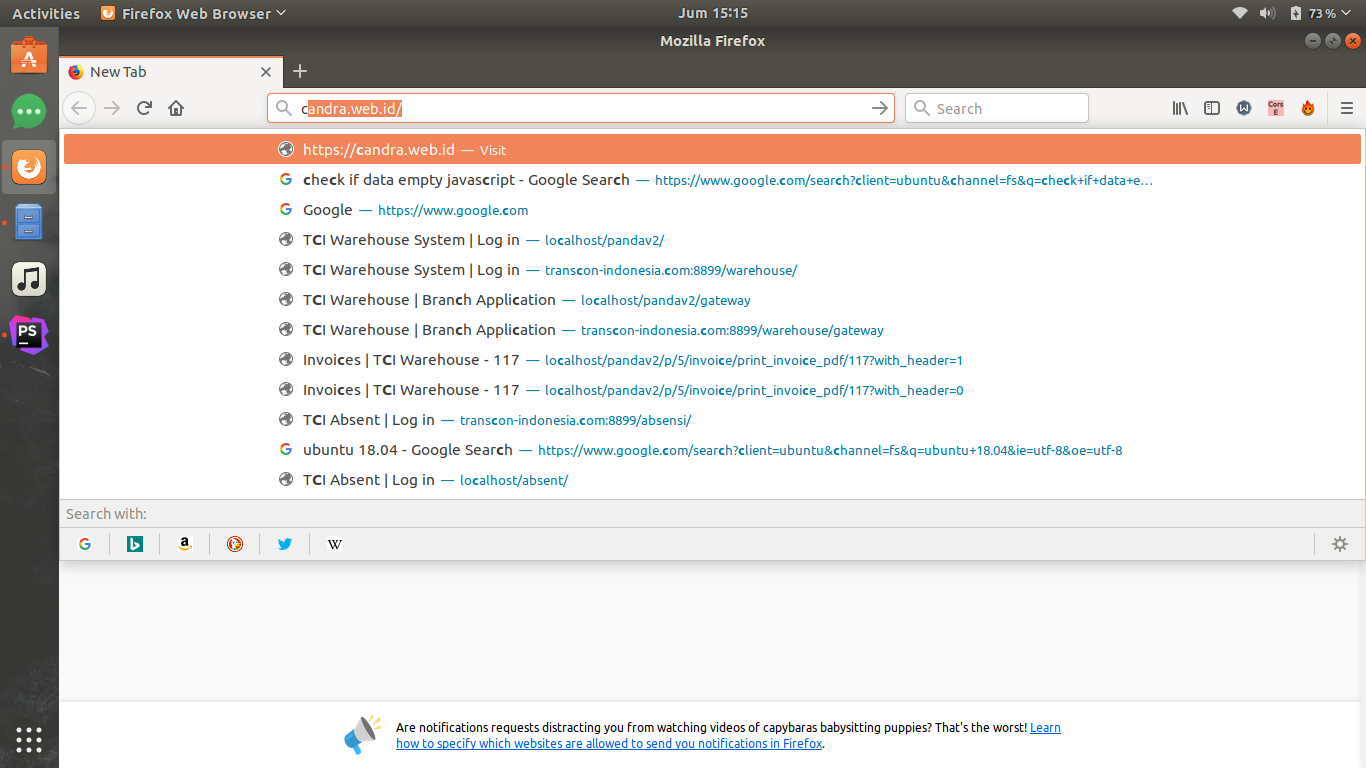 Activities Firefox Web Browser Jum 15:15 73 %
Mozilla Firefox
New Tab
candra.web.id/ Search Cors E
https://candra.web.id — Visit
check if data empty javascript - Google Search — https://www.google.com/search?client=ubuntu&channel=fs&q=check+if+data+e…
Google — https://www.google.com
TCI Warehouse System | Log in — localhost/pandav2/
TCI Warehouse System | Log in — transcon-indonesia.com:8899/warehouse/
TCI Warehouse | Branch Application — localhost/pandav2/gateway
TCI Warehouse | Branch Application — transcon-indonesia.com:8899/warehouse/gateway
Invoices | TCI Warehouse - 117 — localhost/pandav2/p/5/invoice/print_invoice_pdf/117?with_header=1
Invoices | TCI Warehouse - 117 — localhost/pandav2/p/5/invoice/print_invoice_pdf/117?with_header=0
TCI Absent | Log in — transcon-indonesia.com:8899/absensi/
ubuntu 18.04 - Google Search — https://www.google.com/search?client=ubuntu&channel=fs&q=ubuntu+18.04&ie=utf-8&oe=utf-8
TCI Absent | Log in — localhost/absent/
PS
Search with:
Are notifications requests distracting you from watching videos of capybaras babysitting puppies? That's the worst! Learn
how to specify which websites are allowed to send you notifications in Firefox.